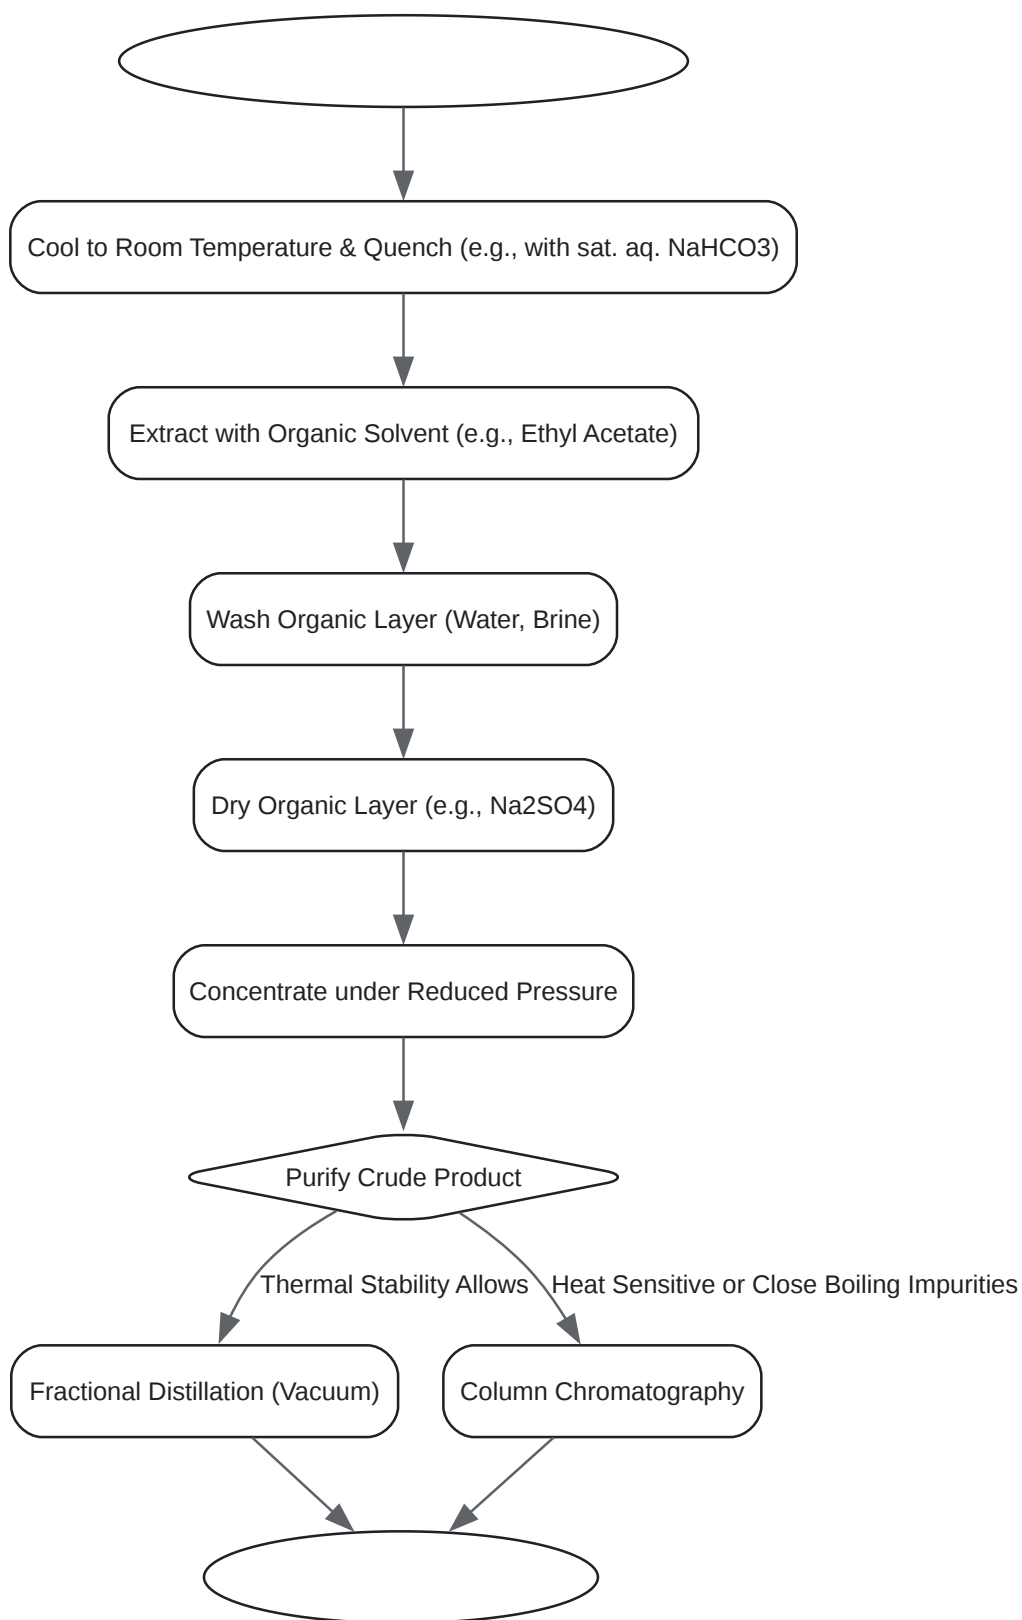 Cool to Room Temperature & Quench (e.g., with sat. aq. NaHCO3)
Extract with Organic Solvent (e.g., Ethyl Acetate)
Wash Organic Layer (Water, Brine)
Dry Organic Layer (e.g., Na2SO4)
Concentrate under Reduced Pressure
Purify Crude Product
Thermal Stability Allows
Heat Sensitive or Close Boiling Impurities
Fractional Distillation (Vacuum)
Column Chromatography